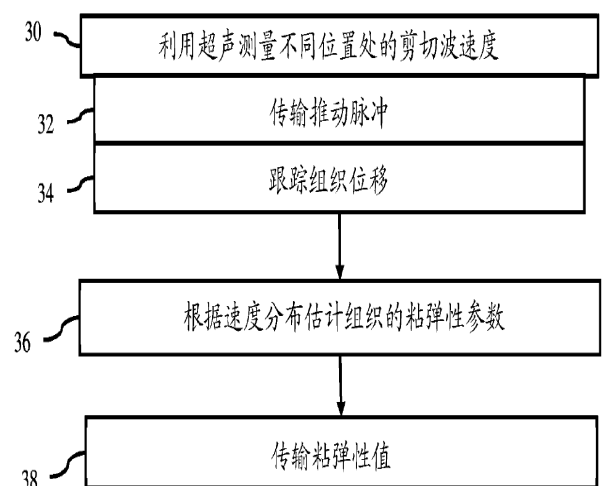 30
利用超声测量不同位置处的剪切波速度
32
传输推动脉冲
34
跟踪组织位移
36
根据速度分布估计组织的粘弹性参数
38
传输粘弹性值